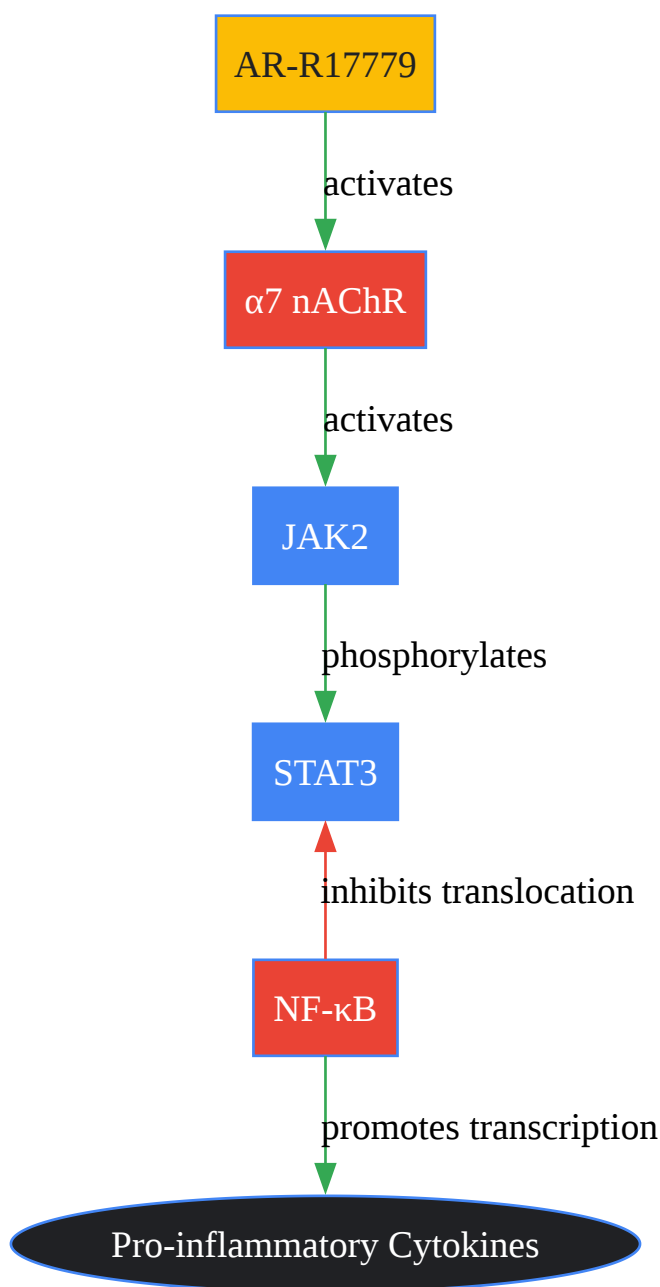 AR-R17779
activates
α7 nAChR
activates
JAK2
phosphorylates
STAT3
inhibits translocation
NF-κB
promotes transcription
Pro-inflammatory Cytokines